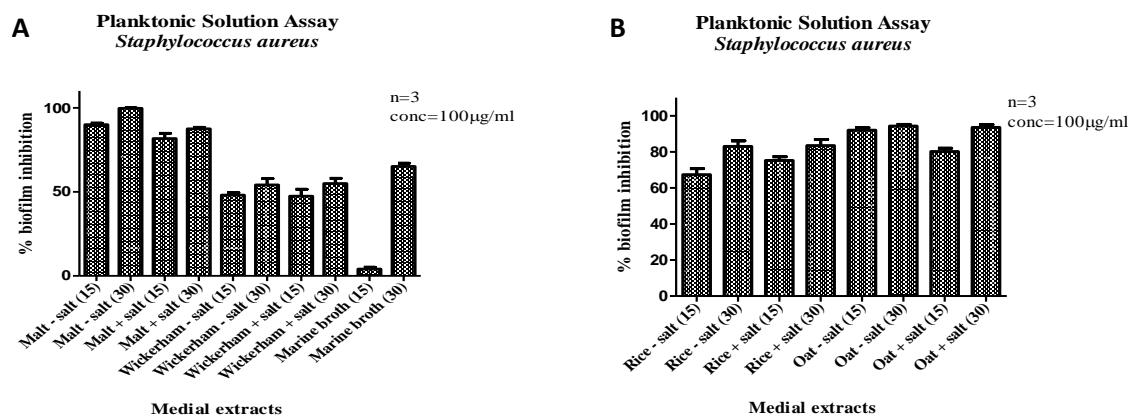 A
Planktonic Solution Assay
Staphylococcus aureus
n=3
conc=100µg/ml
% biofilm inhibition
100
50
0
Malt - salt (15)
Malt - salt (30)
Malt + salt (15)
Malt + salt (30)
Wickerham - salt (15)
Wickerham - salt (30)
Wickerham + salt (15)
Wickerham + salt (30)
Marine broth (15)
Marine broth (30)
Medial extracts
B
Planktonic Solution Assay
Staphylococcus aureus
n=3
conc=100µg/ml
% biofilm inhibition
100
80
60
40
20
0
Rice - salt (15)
Rice - salt (30)
Rice + salt (15)
Rice + salt (30)
Oat - salt (15)
Oat - salt (30)
Oat + salt (15)
Oat + salt (30)
Medial extracts